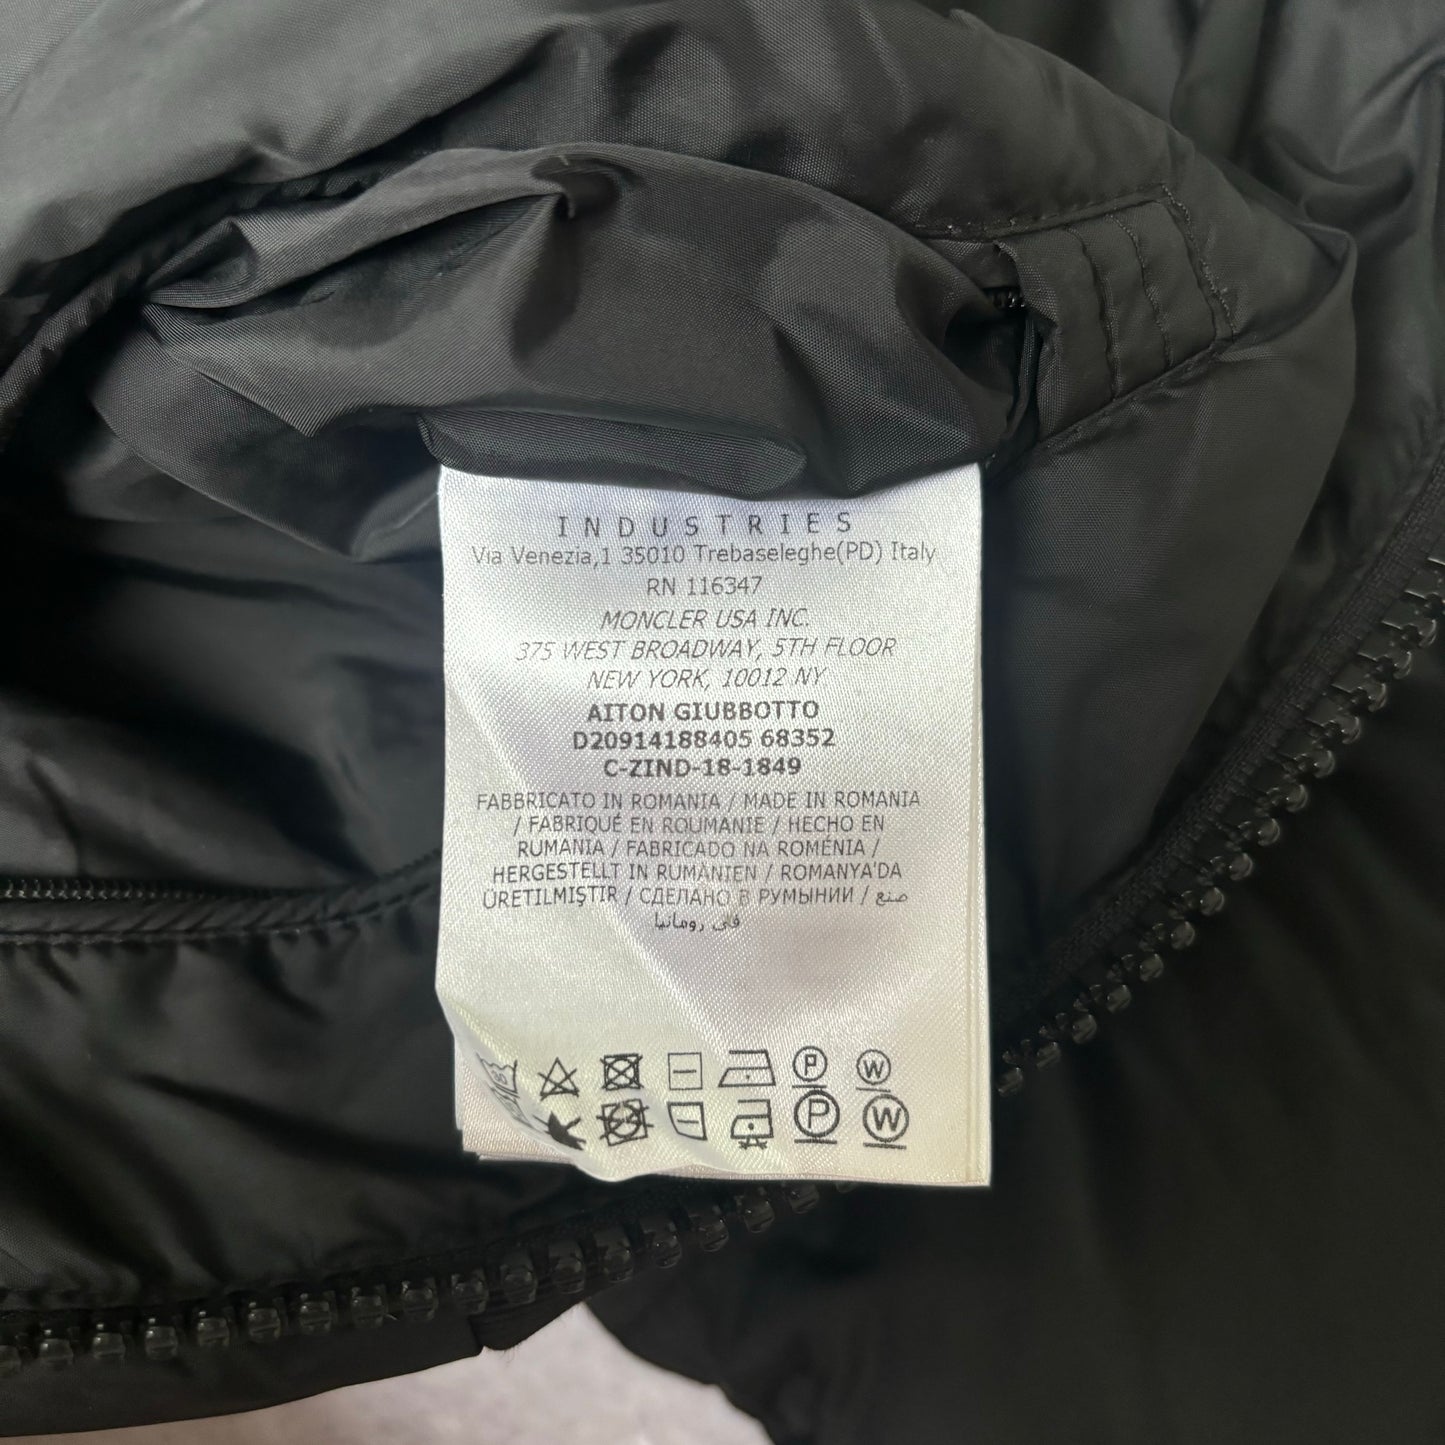 INDUSTRIES
Via Venezia,1 35010 Trebaseleghe(PD) Italy
RN 116347
MONCLER USA INC.
375 WEST BROADWAY, 5TH FLOOR
NEW YORK, 10012 NY
AITON GIUBBOTTO
D20914188405 68352
C-ZIND-18-1849
FABBRICATO IN ROMANIA / MADE IN ROMANIA
/ FABRIQUÉ EN ROUMANIE / HECHO EN
RUMANIA / FABRICADO NA ROMÉNIA /
HERGESTELLT IN RUMÄNIEN / ROMANYA'DA
ÜRETILMIŞTIR / СДЕЛАНО В РУМЫНИИ / صنع
في رومانيا
P W
P W